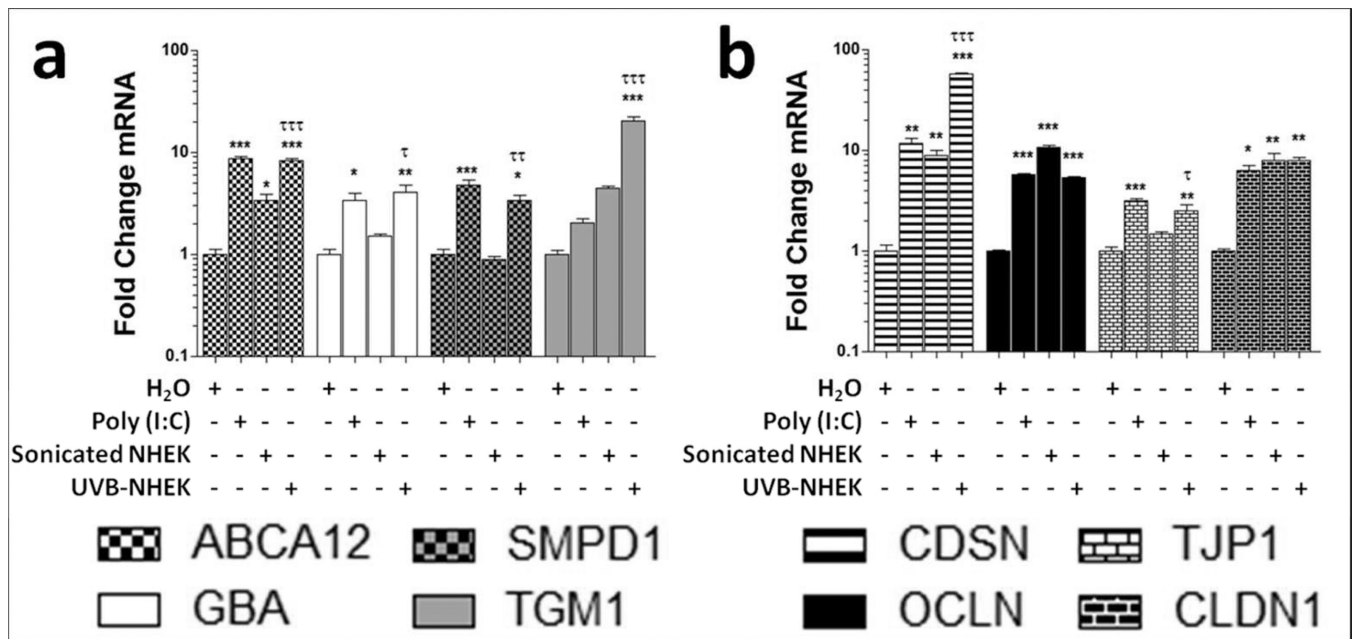 a
100
10
1
0.1
Fold Change mRNA
***
*
τττ
***
*
τ
**
***
ττ
*
τττ
***
H₂O + - - - + - - - + - - - + - - -
Poly (I:C) - + - - - + - - - + - - - + - -
Sonicated NHEK - - + - - - + - - - + - - - + -
UVB-NHEK - - - + - - - + - - - + - - - +
ABCA12 SMPD1
GBA TGM1
b
100
10
1
0.1
Fold Change mRNA
**
**
τττ
***
***
***
***
***
τ
**
*
**
**
H₂O + - - - + - - - + - - - + - - -
Poly (I:C) - + - - - + - - - + - - - + - -
Sonicated NHEK - - + - - - + - - - + - - - + -
UVB-NHEK - - - + - - - + - - - + - - - +
CDSN TJP1
OCLN CLDN1